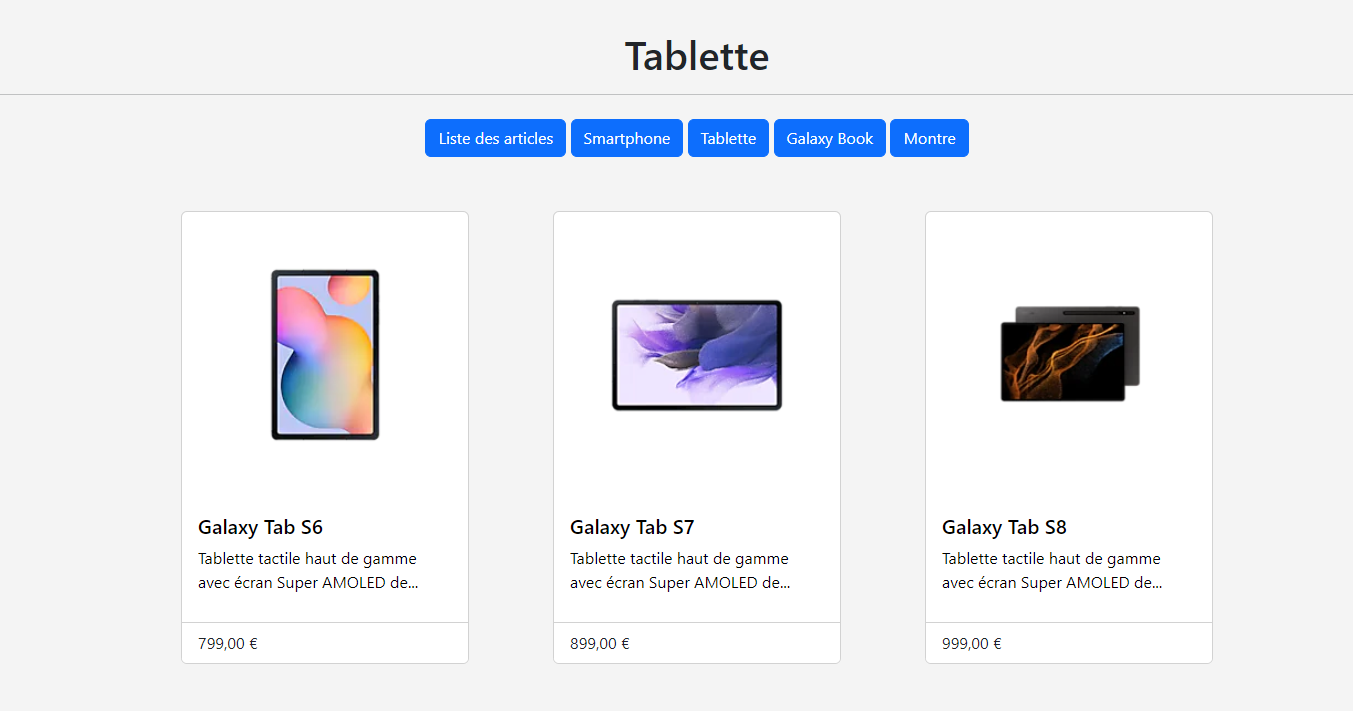 Tablette
Liste des articles
Smartphone
Tablette
Galaxy Book
Montre
Galaxy Tab S6
Tablette tactile haut de gamme
avec écran Super AMOLED de...
799,00 €
Galaxy Tab S7
Tablette tactile haut de gamme
avec écran Super AMOLED de...
899,00 €
Galaxy Tab S8
Tablette tactile haut de gamme
avec écran Super AMOLED de...
999,00 €